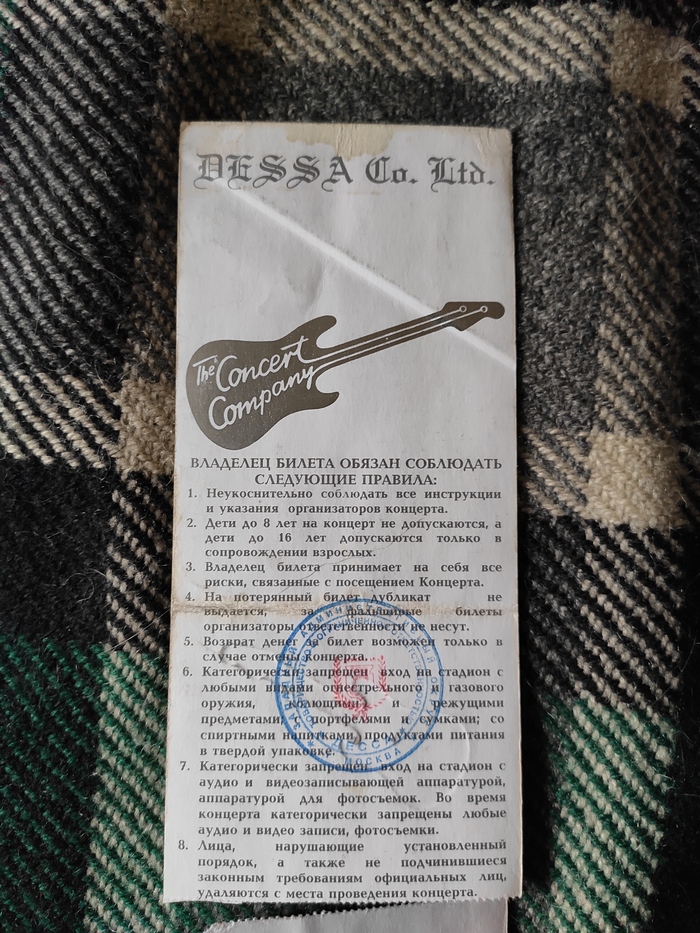 DESSA Co. Ltd.
The Concert
Company
ВЛАДЕЛЕЦ БИЛЕТА ОБЯЗАН СОБЛЮДАТЬ
СЛЕДУЮЩИЕ ПРАВИЛА:
1. Неукоснительно соблюдать все инструкции
и указания организаторов концерта.
2. Дети до 8 лет на концерт не допускаются, а
дети до 16 лет допускаются только в
сопровождении взрослых.
3. Владелец билета принимает на себя все
риски, связанные с посещением Концерта.
4. На потерянный билет дубликат не
выдается, за фальшивые билеты
организаторы ответственности не несут.
5. Возврат денег за билет возможен только в
случае отмены концерта.
6. Категорически запрещен вход на стадион с
любыми видами огнестрельного и газового
оружия, колющими и режущими
предметами, с портфелями и сумками; со
спиртными напитками, продуктами питания
в твердой упаковке.
7. Категорически запрещен вход на стадион с
аудио и видеозаписывающей аппаратурой,
аппаратурой для фотосъемок. Во время
концерта категорически запрещены любые
аудио и видео записи, фотосъемки.
8. Лица, нарушающие установленный
порядок, а также не подчинившиеся
законным требованиям официальных лиц,
удаляются с места проведения концерта.
МОСКВА